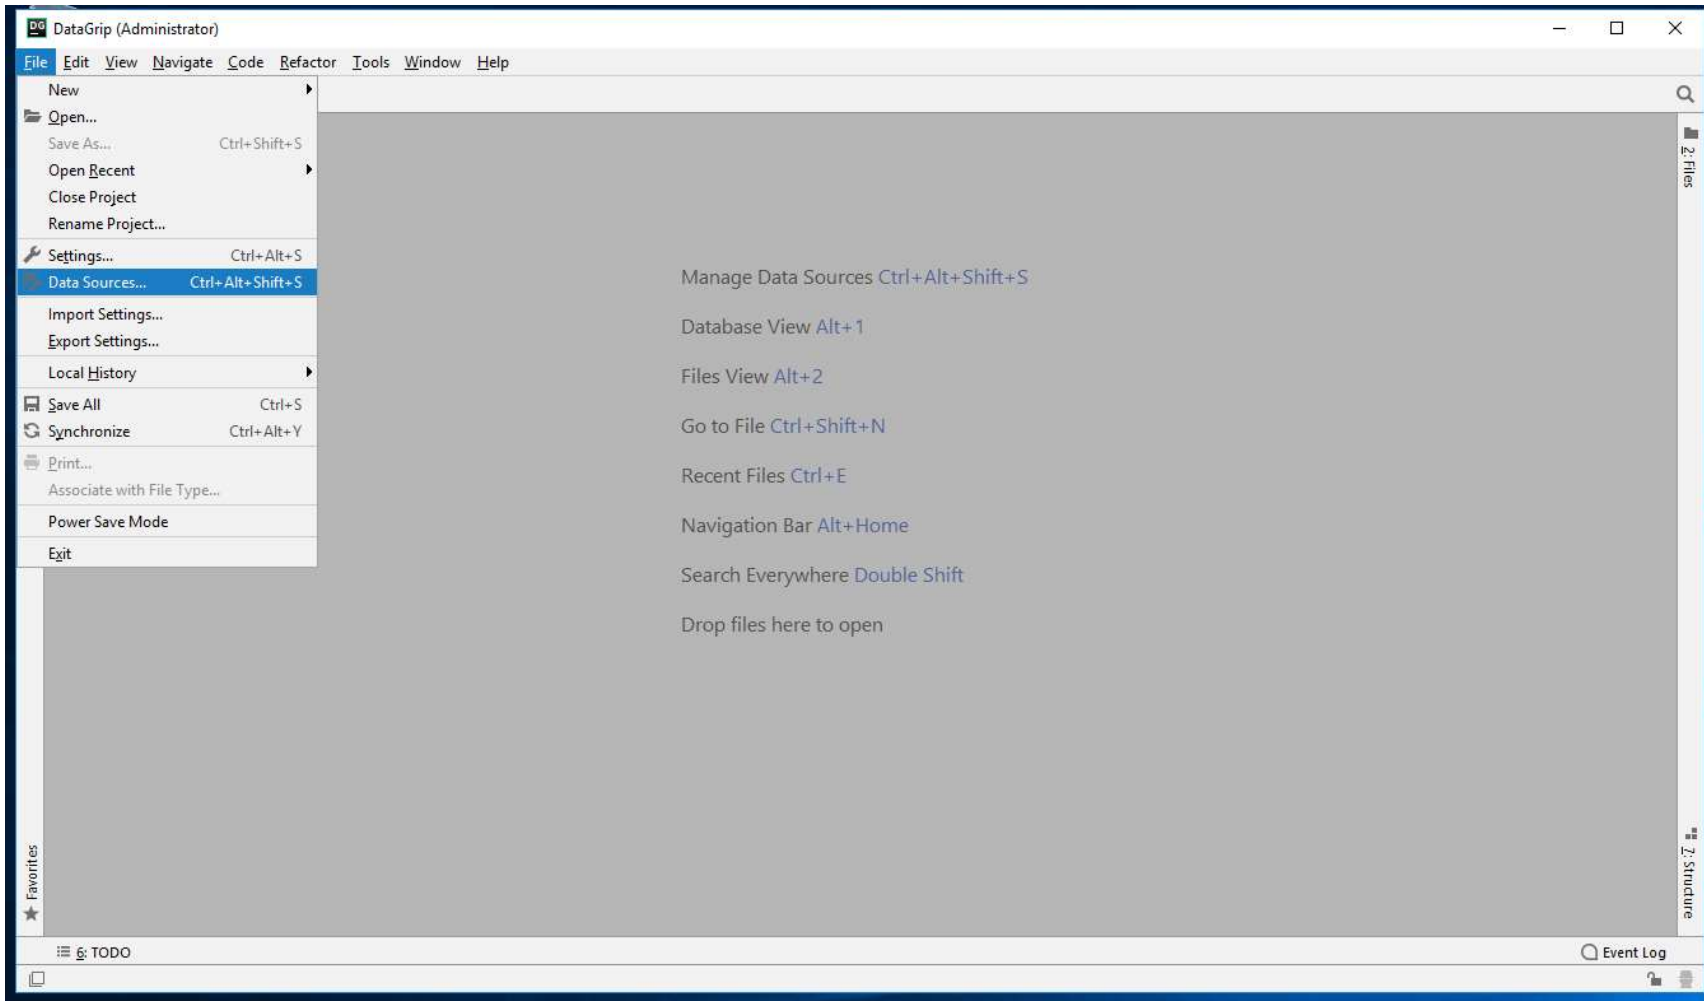 DG DataGrip (Administrator)
File Edit View Navigate Code Refactor Tools Window Help
New
Open...
Save As... Ctrl+Shift+S
Open Recent
Close Project
Rename Project...
Settings... Ctrl+Alt+S
Data Sources... Ctrl+Alt+Shift+S
Import Settings...
Export Settings...
Local History
Save All Ctrl+S
Synchronize Ctrl+Alt+Y
Print...
Associate with File Type...
Power Save Mode
Exit
Manage Data Sources Ctrl+Alt+Shift+S
Database View Alt+1
Files View Alt+2
Go to File Ctrl+Shift+N
Recent Files Ctrl+E
Navigation Bar Alt+Home
Search Everywhere Double Shift
Drop files here to open
2: Files
7: Structure
Favorites
6: TODO
Event Log